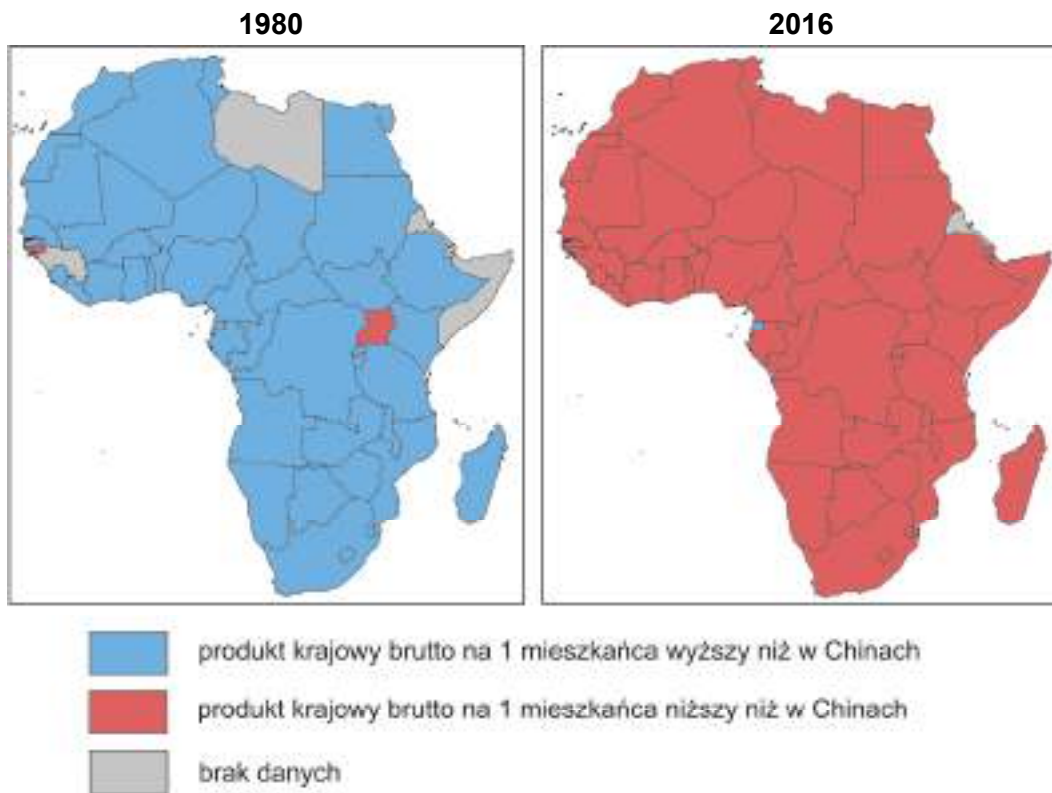 1980
2016
produkt krajowy brutto na 1 mieszkańca wyższy niż w Chinach
produkt krajowy brutto na 1 mieszkańca niższy niż w Chinach
brak danych